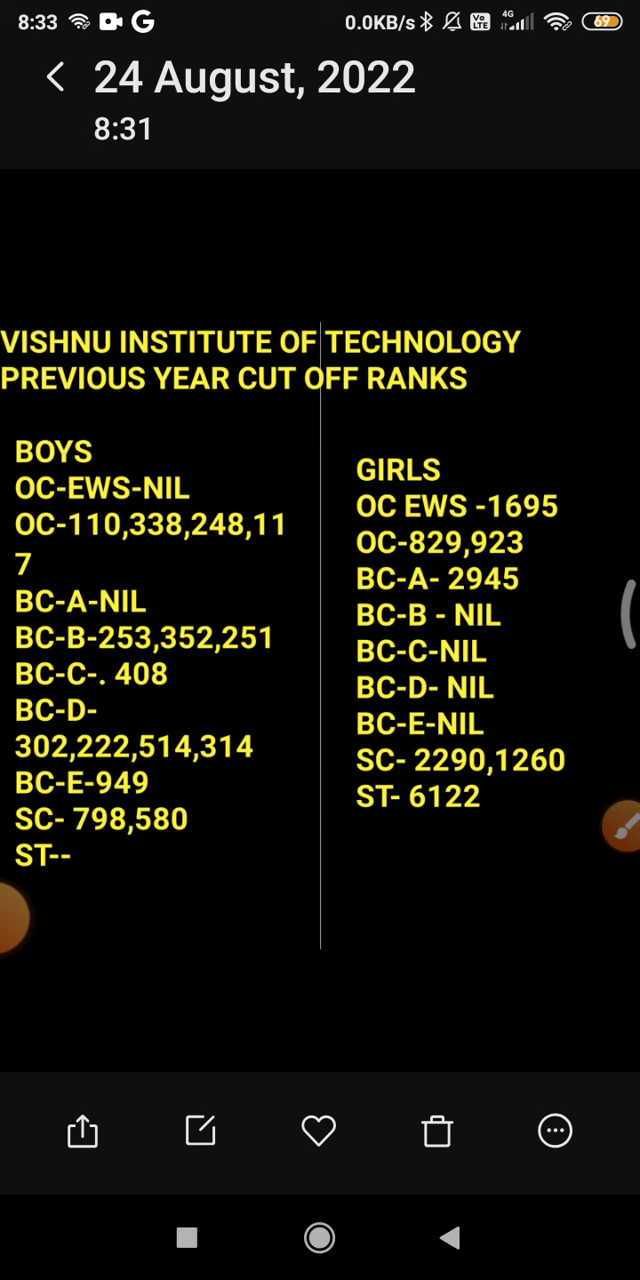 8:33
0.0KB/s
Vo
LTE
4G
69
24 August, 2022
8:31
VISHNU INSTITUTE OF TECHNOLOGY
PREVIOUS YEAR CUT OFF RANKS
BOYS
OC-EWS-NIL
OC-110,338,248,11
7
BC-A-NIL
BC-B-253,352,251
BC-C-. 408
BC-D-
302,222,514,314
BC-E-949
SC- 798,580
ST--
GIRLS
OC EWS -1695
OC-829,923
BC-A- 2945
BC-B - NIL
BC-C-NIL
BC-D- NIL
BC-E-NIL
SC- 2290,1260
ST- 6122